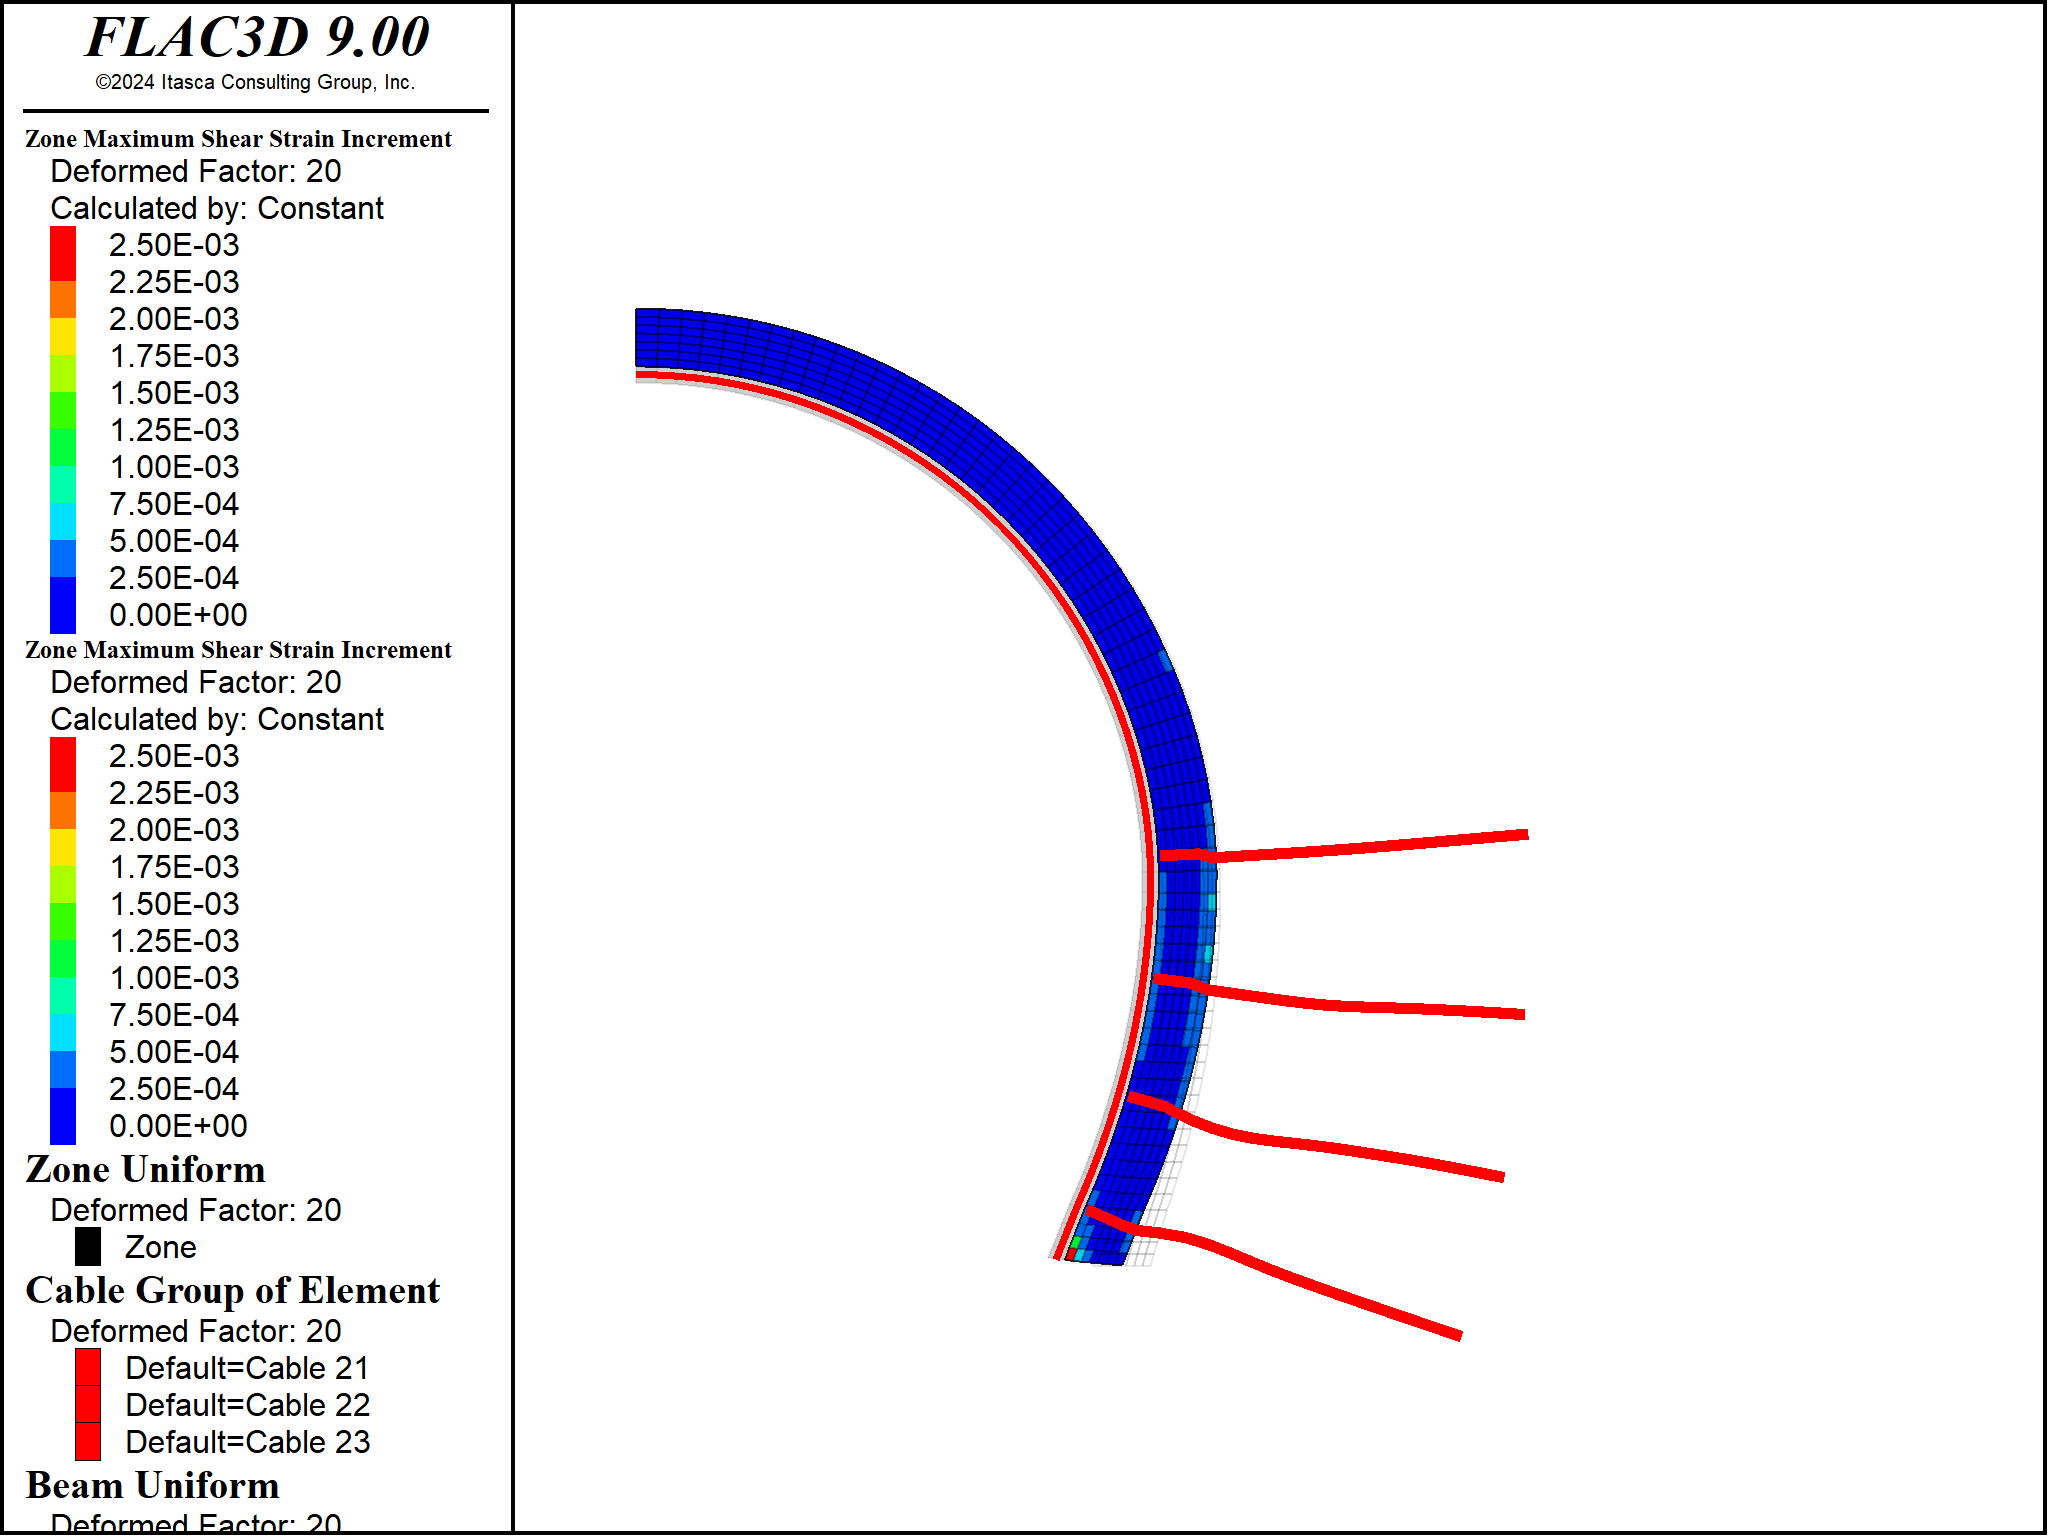 FLAC3D 9.00
©2024 Itasca Consulting Group, Inc.
Zone Maximum Shear Strain Increment
Deformed Factor: 20
Calculated by: Constant
2.50E-03
2.25E-03
2.00E-03
1.75E-03
1.50E-03
1.25E-03
1.00E-03
7.50E-04
5.00E-04
2.50E-04
0.00E+00
Zone Maximum Shear Strain Increment
Deformed Factor: 20
Calculated by: Constant
2.50E-03
2.25E-03
2.00E-03
1.75E-03
1.50E-03
1.25E-03
1.00E-03
7.50E-04
5.00E-04
2.50E-04
0.00E+00
Zone Uniform
Deformed Factor: 20
Zone
Cable Group of Element
Deformed Factor: 20
Default=Cable 21
Default=Cable 22
Default=Cable 23
Beam Uniform
Deformed Factor: 20